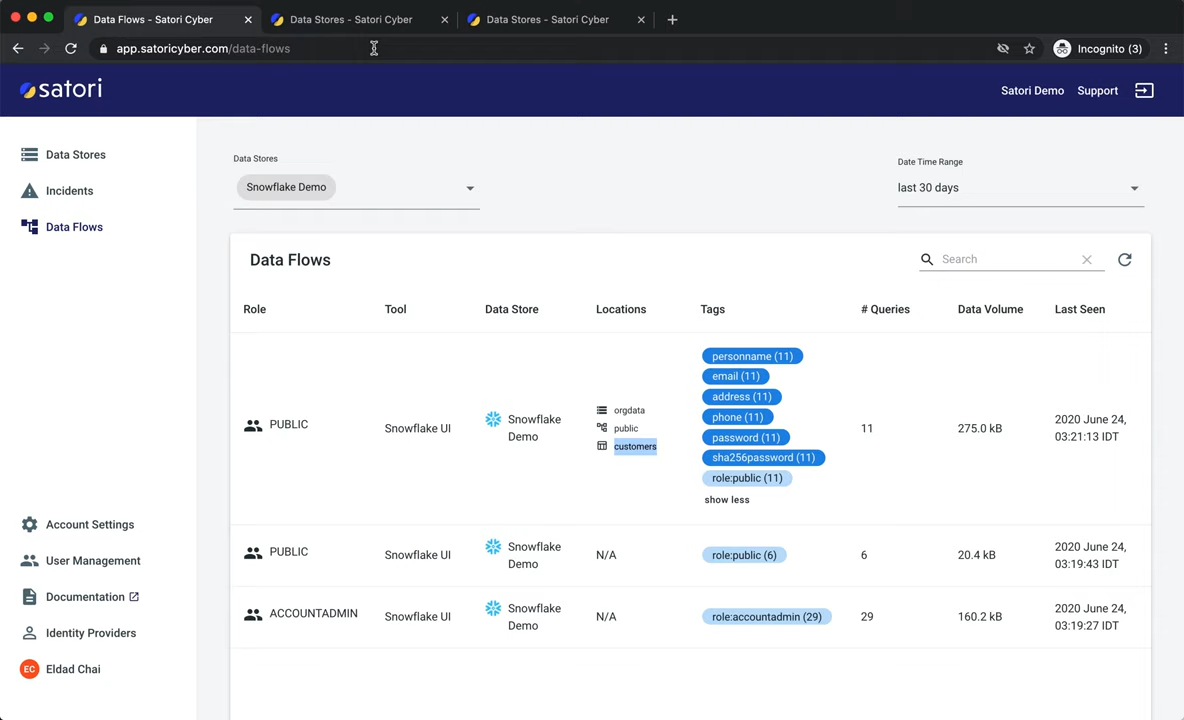 Data Flows - Satori Cyber
Data Stores - Satori Cyber
Data Stores - Satori Cyber
app.satoricyber.com/data-flows
Incognito (3)
satori
Satori Demo
Support
Data Stores
Incidents
Data Flows
Account Settings
User Management
Documentation
Identity Providers
EC
Eldad Chai
Data Stores
Snowflake Demo
Date Time Range
last 30 days
Data Flows
Search
Role
Tool
Data Store
Locations
Tags
# Queries
Data Volume
Last Seen
PUBLIC
Snowflake UI
Snowflake
Demo
orgdata
public
customers
personname (11)
email (11)
address (11)
phone (11)
password (11)
sha256password (11)
role:public (11)
show less
11
275.0 kB
2020 June 24,
03:21:13 IDT
PUBLIC
Snowflake UI
Snowflake
Demo
N/A
role:public (6)
6
20.4 kB
2020 June 24,
03:19:43 IDT
ACCOUNTADMIN
Snowflake UI
Snowflake
Demo
N/A
role:accountadmin (29)
29
160.2 kB
2020 June 24,
03:19:27 IDT